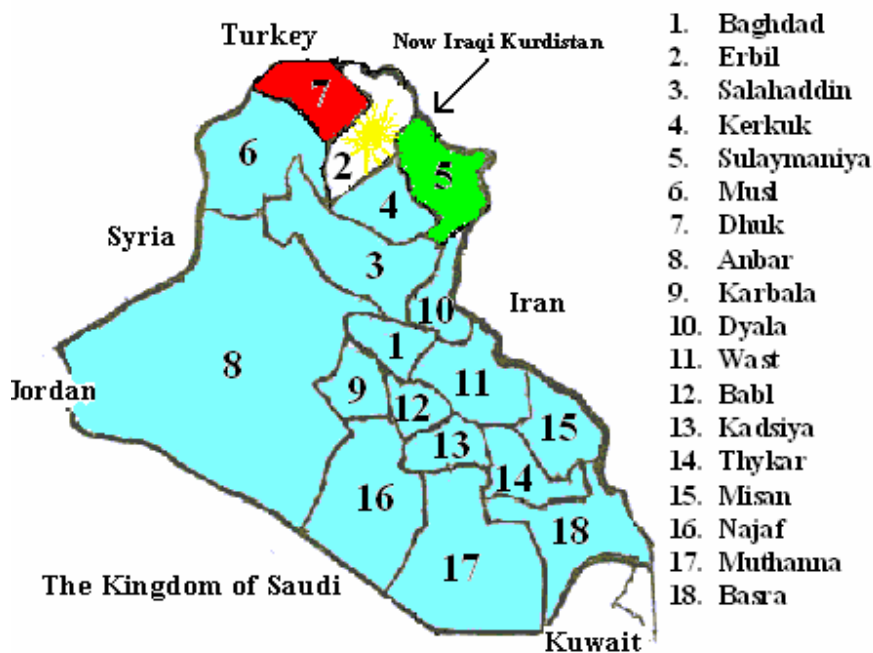 Turkey
Now Iraqi Kurdistan
7
6
2
5
4
Syria
3
10
Iran
1
8
11
Jordan
9
12
15
13
14
16
18
17
The Kingdom of Saudi
Kuwait
1. Baghdad
2. Erbil
3. Salahaddin
4. Kerkuk
5. Sulaymaniya
6. Musl
7. Dhuk
8. Anbar
9. Karbala
10. Dyala
11. Wast
12. Babl
13. Kadsiya
14. Thykar
15. Misan
16. Najaf
17. Muthanna
18. Basra